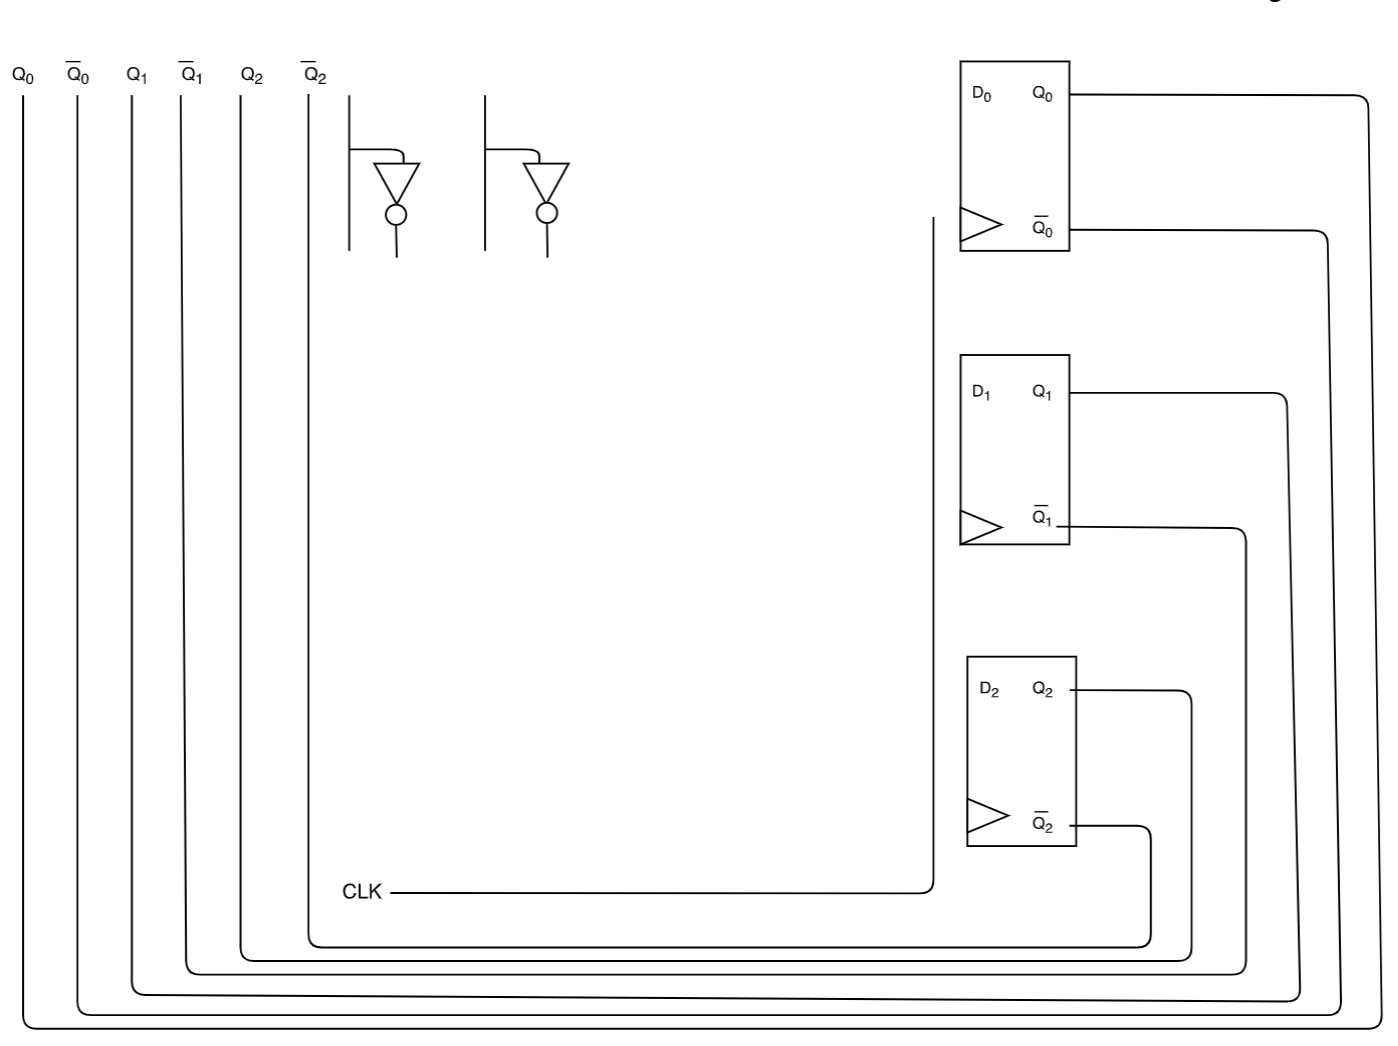 Q₀ Q̅₀ Q₁ Q̅₁ Q₂ Q̅₂
D₀ Q₀
Q̅₀
D₁ Q₁
Q̅₁
D₂ Q₂
Q̅₂
CLK